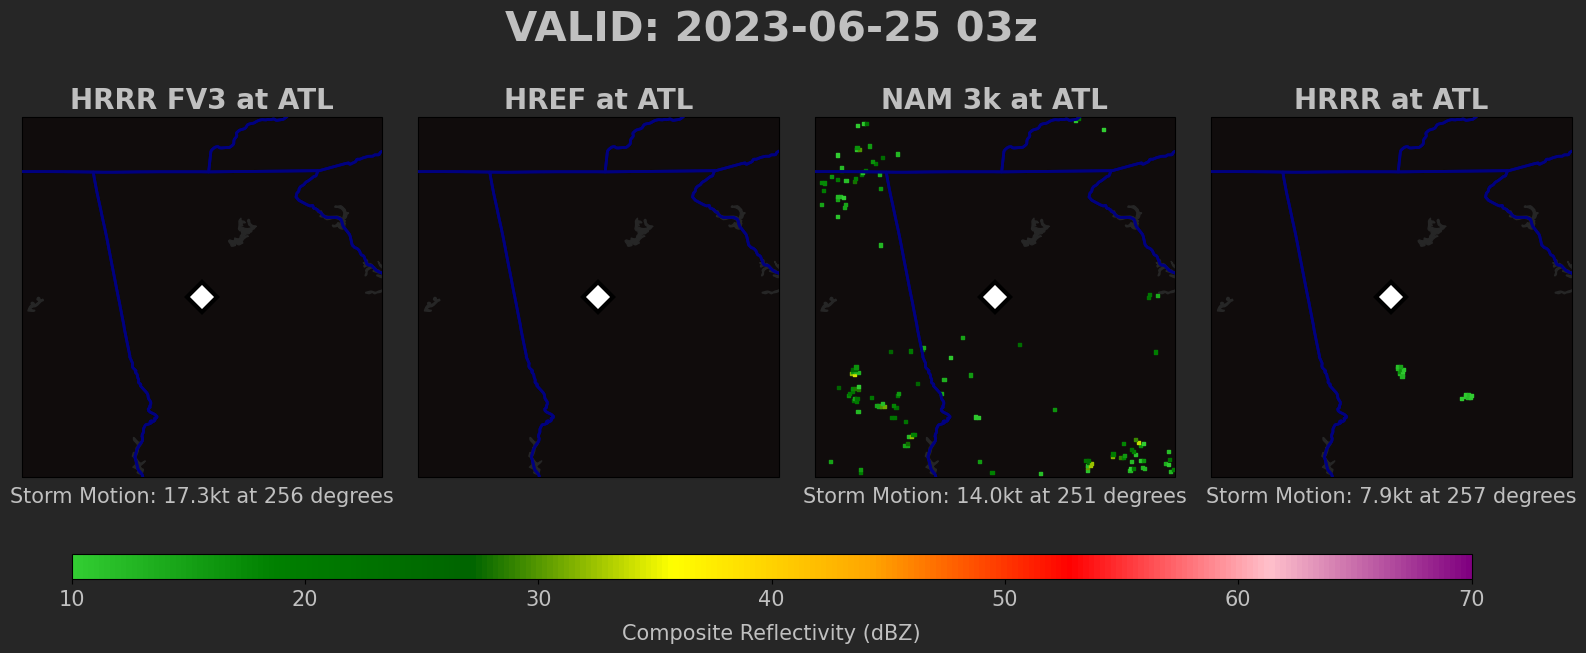 VALID: 2023-06-25 03z
HRRR FV3 at ATL
HREF at ATL
NAM 3k at ATL
HRRR at ATL
Storm Motion: 17.3kt at 256 degrees
Storm Motion: 14.0kt at 251 degrees
Storm Motion: 7.9kt at 257 degrees
10 20 30 40 50 60 70
Composite Reflectivity (dBZ)